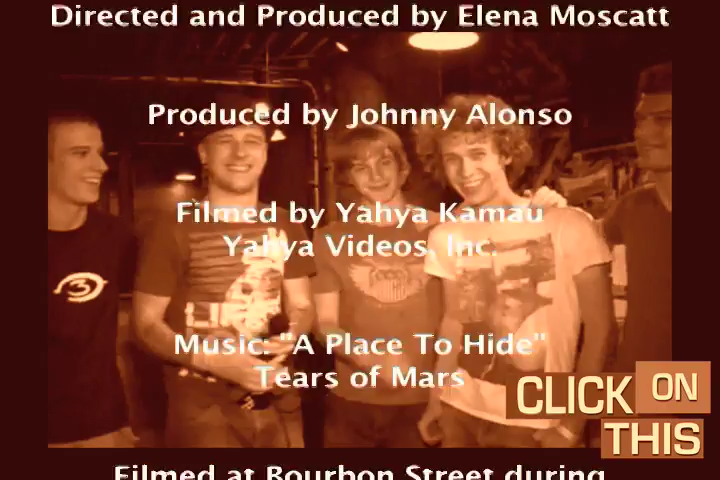 Directed and Produced by Elena Moscatt
Produced by Johnny Alonso
Filmed by Yahya Kamau
Yahya Videos, Inc.
Music: "A Place To Hide"
Tears of Mars
CLICK ON
THIS
Filmed at Bourbon Street during
3